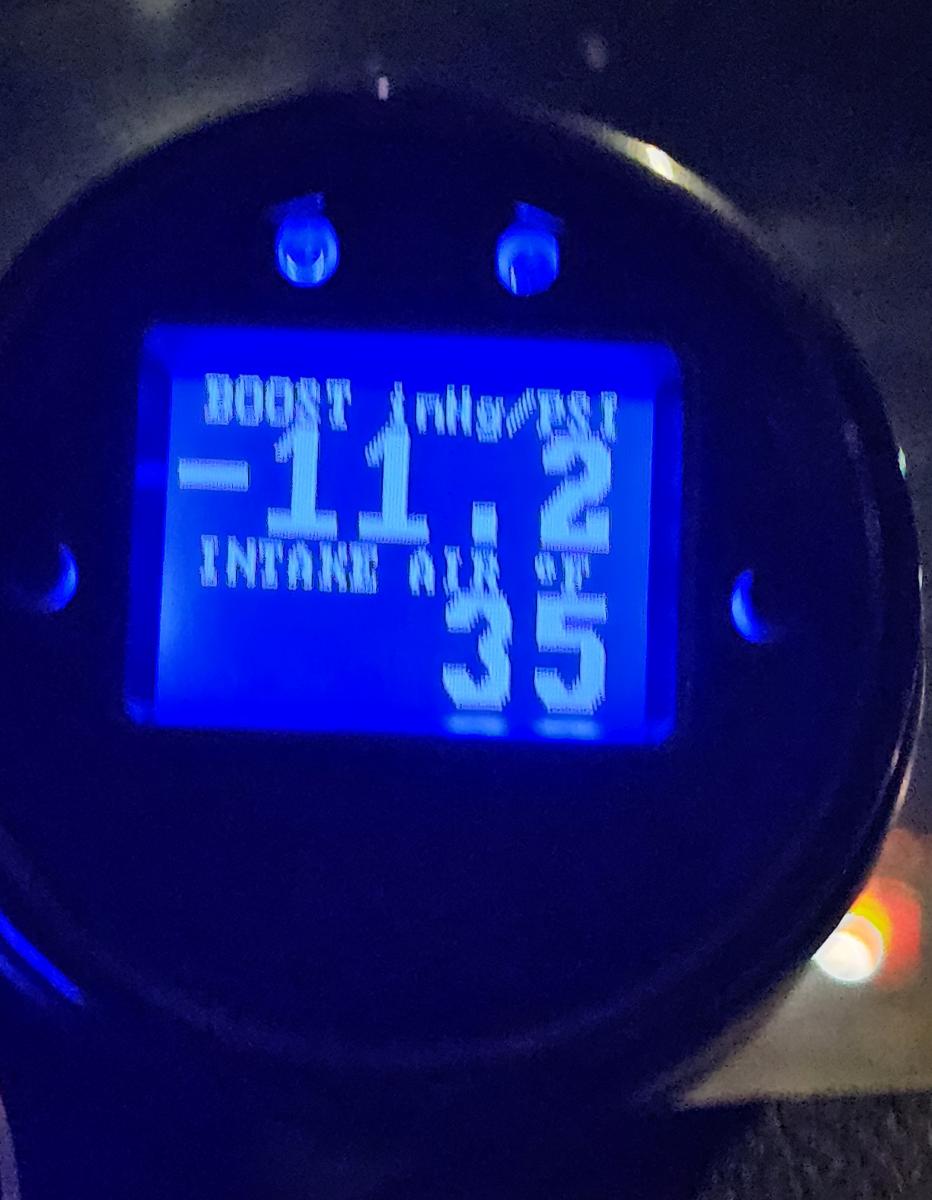 BOOST inHg/PSI
-11.2
INTAKE AIR °F
35